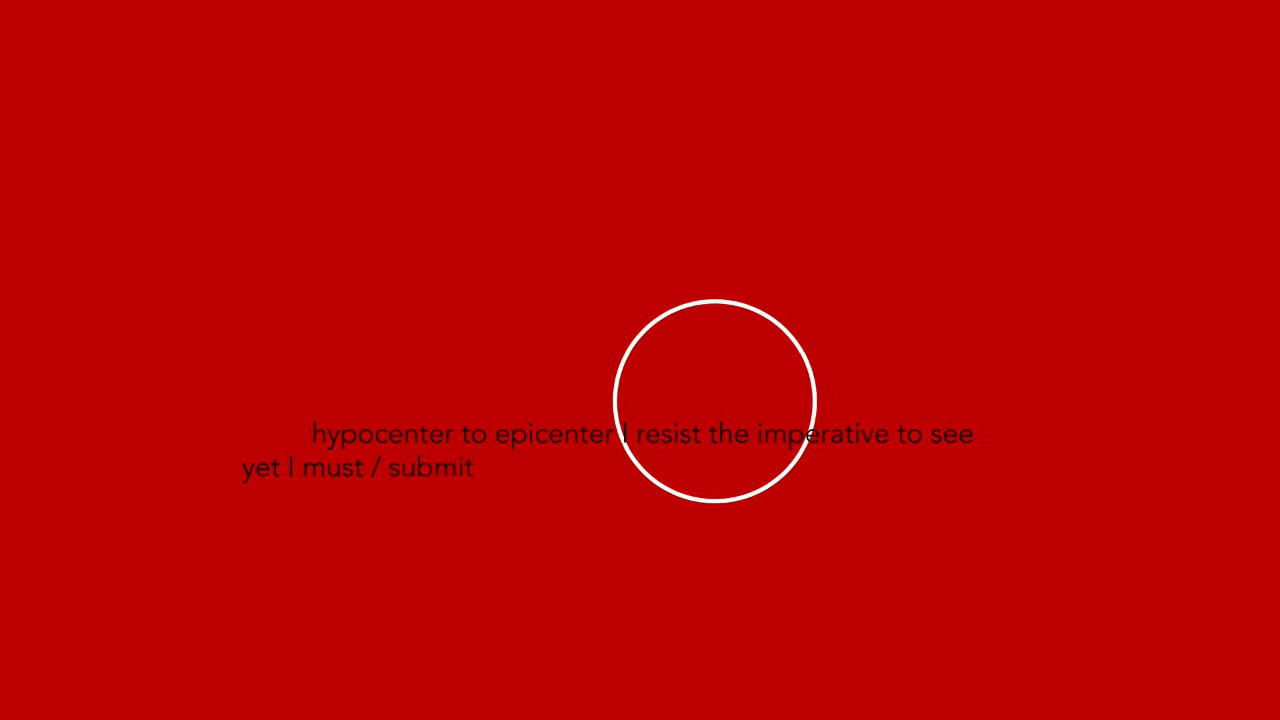 hypocenter to epicenter I resist the imperative to see
yet I must / submit